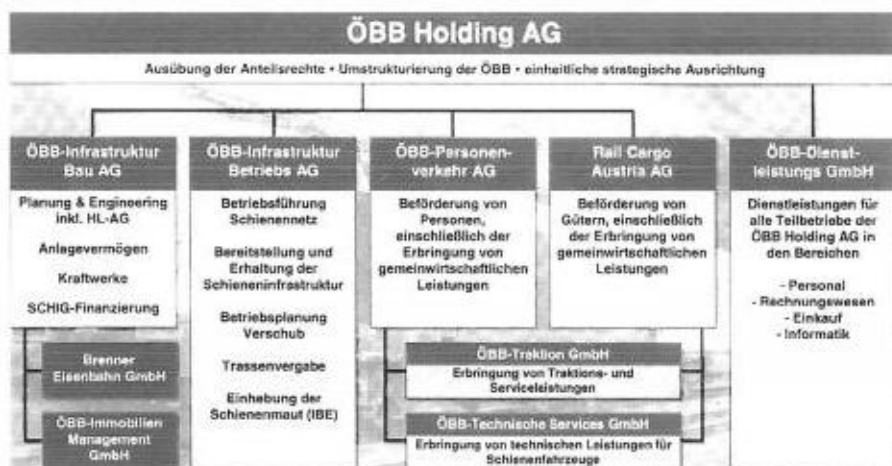 ÖBB Holding AG
Ausübung der Anteilsrechte • Umstrukturierung der ÖBB • einheitliche strategische Ausrichtung
ÖBB-Infrastruktur
Bau AG
Planung & Engineering
inkl. HL-AG
Anlagevermögen
Kraftwerke
SCHIG-Finanzierung
Brenner
Eisenbahn GmbH
ÖBB-Immobilien
Management
GmbH
ÖBB-Infrastruktur
Betriebs AG
Betriebsführung
Schienennetz
Bereitstellung und
Erhaltung der
Schieneninfrastruktur
Betriebsplanung
Verschub
Trassenvergabe
Einhebung der
Schienenmaut (IBE)
ÖBB-Personen-
verkehr AG
Beförderung von
Personen,
einschließlich der
Erbringung von
gemeinwirtschaftlichen
Leistungen
Rail Cargo
Austria AG
Beförderung von
Gütern, einschließlich
der Erbringung von
gemeinwirtschaftlichen
Leistungen
ÖBB-Traktion GmbH
Erbringung von Traktions- und
Serviceleistungen
ÖBB-Technische Services GmbH
Erbringung von technischen Leistungen für
Schienenfahrzeuge
ÖBB-Dienst-
leistungs GmbH
Dienstleistungen für
alle Teilbetriebe der
ÖBB Holding AG in
den Bereichen
- Personal
- Rechnungswesen
- Einkauf
- Informatik